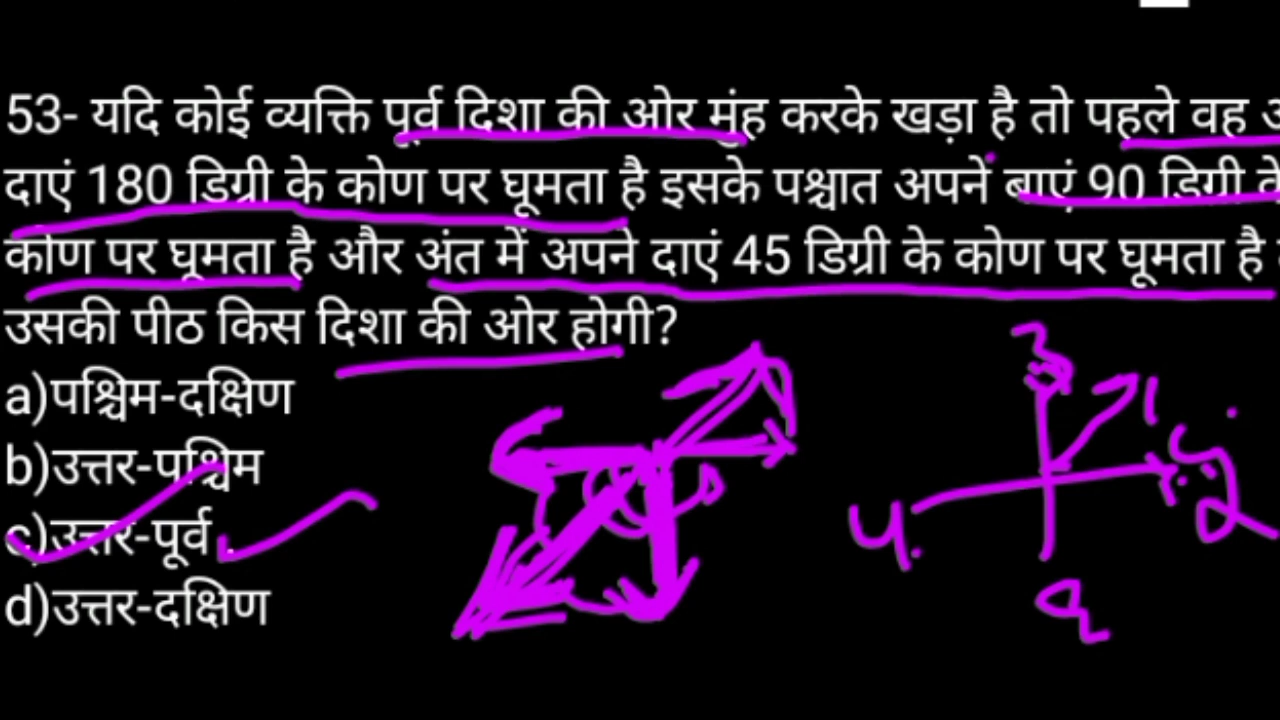 53- यदि कोई व्यक्ति पूर्व दिशा की ओर मुंह करके खड़ा है तो पहले वह
दाएं 180 डिग्री के कोण पर घूमता है इसके पश्चात अपने बाएं 90 डिग्री के
कोण पर घूमता है और अंत में अपने दाएं 45 डिग्री के कोण पर घूमता है
उसकी पीठ किस दिशा की ओर होगी?
a)पश्चिम-दक्षिण
b)उत्तर-पश्चिम
c)उत्तर-पूर्व
d)उत्तर-दक्षिण